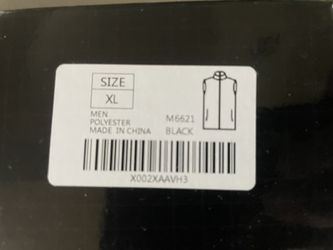 SIZE
XL
MEN
POLYESTER
MADE IN CHINA
M6621
BLACK
X002XAAVH3